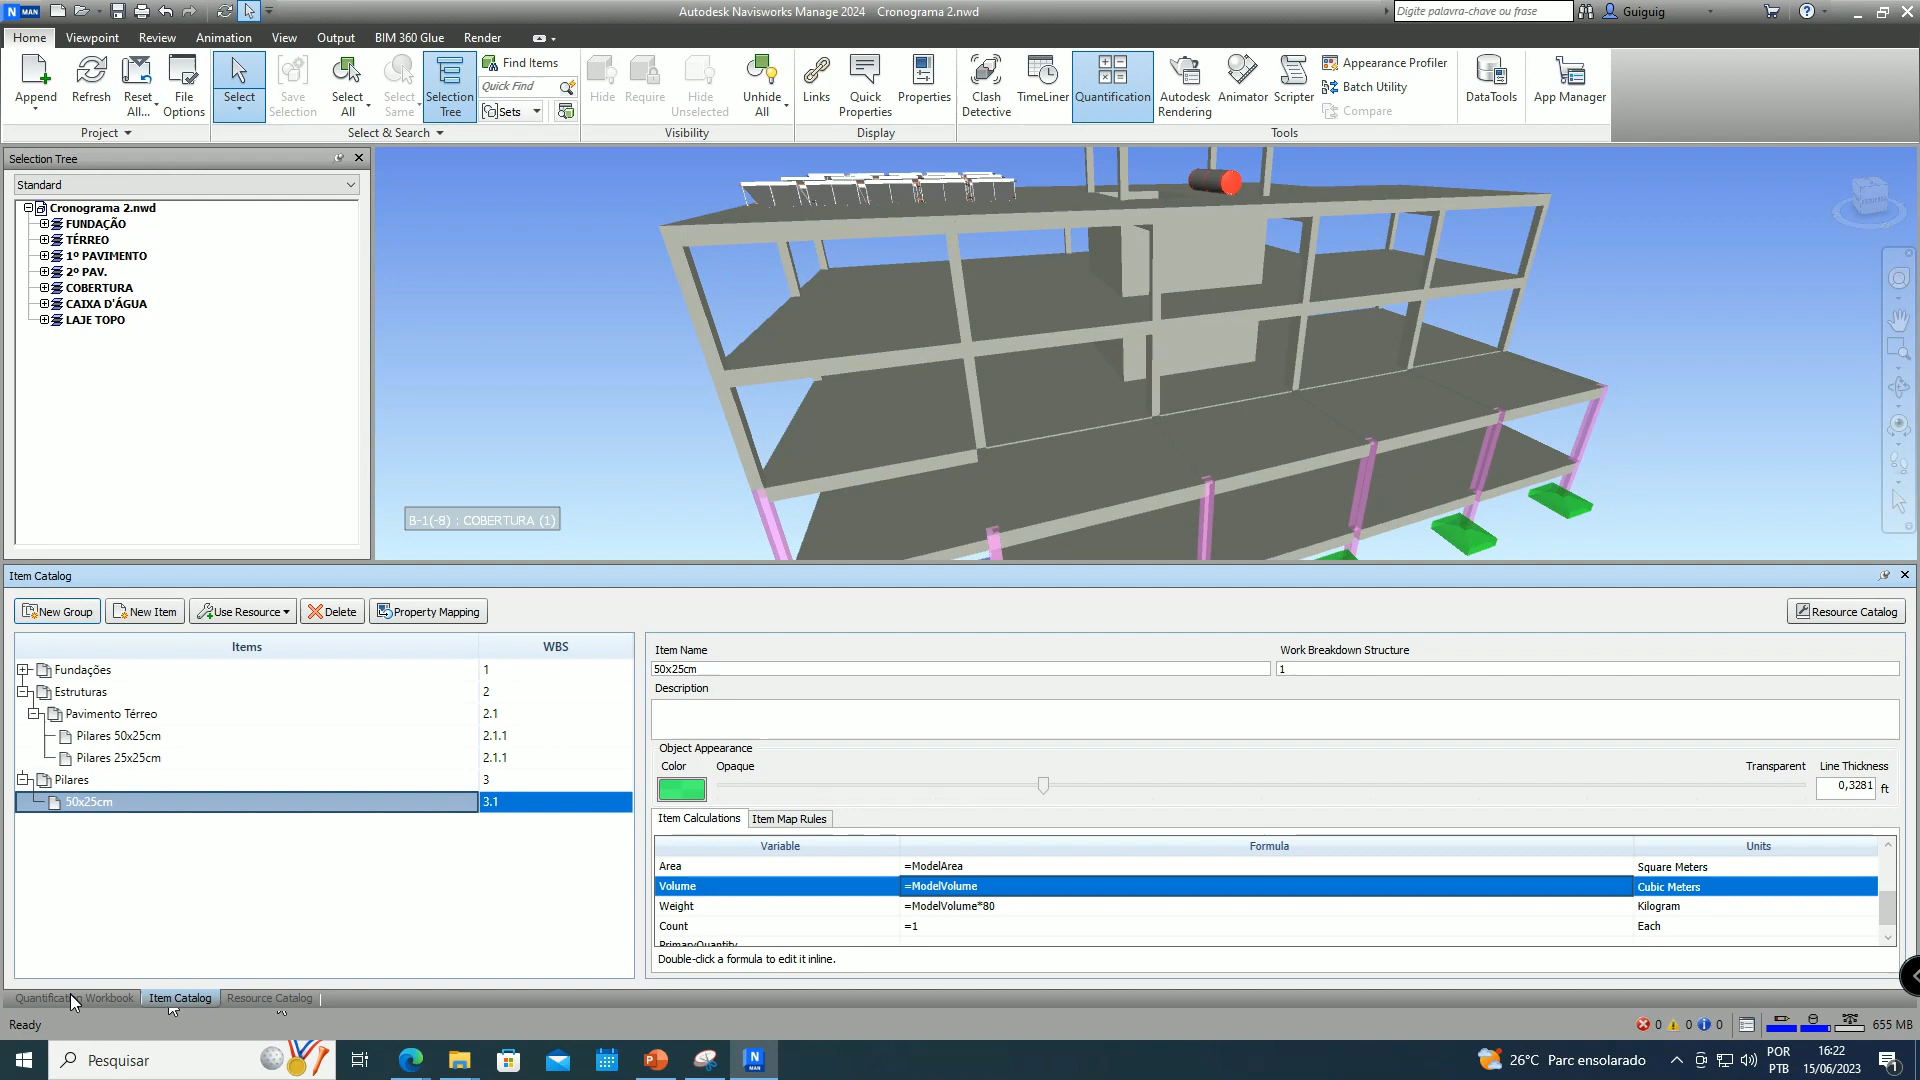 N MAN
Autodesk Navisworks Manage 2024 Cronograma 2.nwd
Digite palavra-chave ou frase
Guiguig
Home Viewpoint Review Animation View Output BIM 360 Glue Render
Append
Refresh
Reset All...
File Options
Project
Select
Save Selection
Select All
Select Same
Selection Tree
Find Items
Quick Find
Sets
Select & Search
Hide
Require
Hide Unselected
Unhide All
Visibility
Links
Quick Properties
Properties
Display
Clash Detective
TimeLiner
Quantification
Autodesk Rendering
Animator
Scripter
Appearance Profiler
Batch Utility
Compare
Tools
DataTools
App Manager
Selection Tree
Standard
Cronograma 2.nwd
FUNDAÇÃO
TÉRREO
1º PAVIMENTO
2º PAV.
COBERTURA
CAIXA D'ÁGUA
LAJE TOPO
B-1(-8) : COBERTURA (1)
Item Catalog
New Group New Item Use Resource Delete Property Mapping Resource Catalog
Items WBS
Fundações 1
Estruturas 2
Pavimento Térreo 2.1
Pilares 50x25cm 2.1.1
Pilares 25x25cm 2.1.1
Pilares 3
50x25cm 3.1
Item Name Work Breakdown Structure
50x25cm 1
Description
Object Appearance
Color Opaque Transparent Line Thickness
0,3281 ft
Item Calculations Item Map Rules
Variable Formula Units
Area =ModelArea Square Meters
Volume =ModelVolume Cubic Meters
Weight =ModelVolume*80 Kilogram
Count =1 Each
PrimaryQuantity
Double-click a formula to edit it inline.
Quantification Workbook Item Catalog Resource Catalog
Ready
0 0 0 655 MB
Pesquisar
26°C Parc ensolarado
POR
PTB
16:22
15/06/2023
1